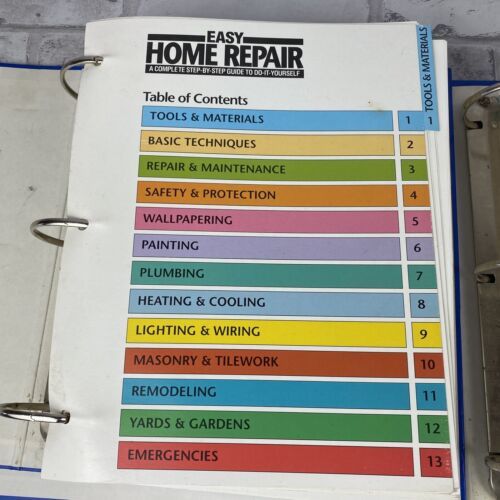 EASY
HOME REPAIR
A COMPLETE STEP-BY-STEP GUIDE TO DO-IT-YOURSELF
Table of Contents
TOOLS & MATERIALS 1
BASIC TECHNIQUES 2
REPAIR & MAINTENANCE 3
SAFETY & PROTECTION 4
WALLPAPERING 5
PAINTING 6
PLUMBING 7
HEATING & COOLING 8
LIGHTING & WIRING 9
MASONRY & TILEWORK 10
REMODELING 11
YARDS & GARDENS 12
EMERGENCIES 13
TOOLS & MATERIALS
1